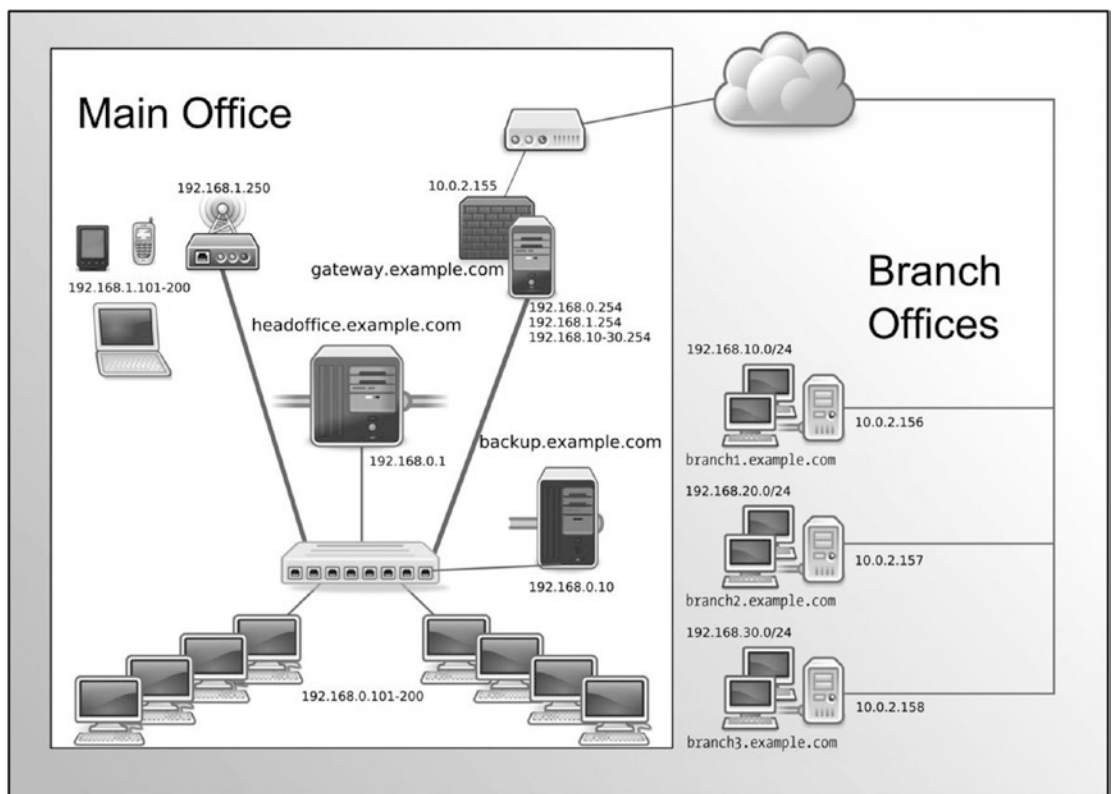 Main Office
192.168.1.250
192.168.1.101-200
10.0.2.155
gateway.example.com
192.168.0.254
192.168.1.254
192.168.10-30.254
headoffice.example.com
192.168.0.1
backup.example.com
192.168.0.10
192.168.0.101-200
Branch
Offices
192.168.10.0/24
10.0.2.156
branch1.example.com
192.168.20.0/24
10.0.2.157
branch2.example.com
192.168.30.0/24
10.0.2.158
branch3.example.com